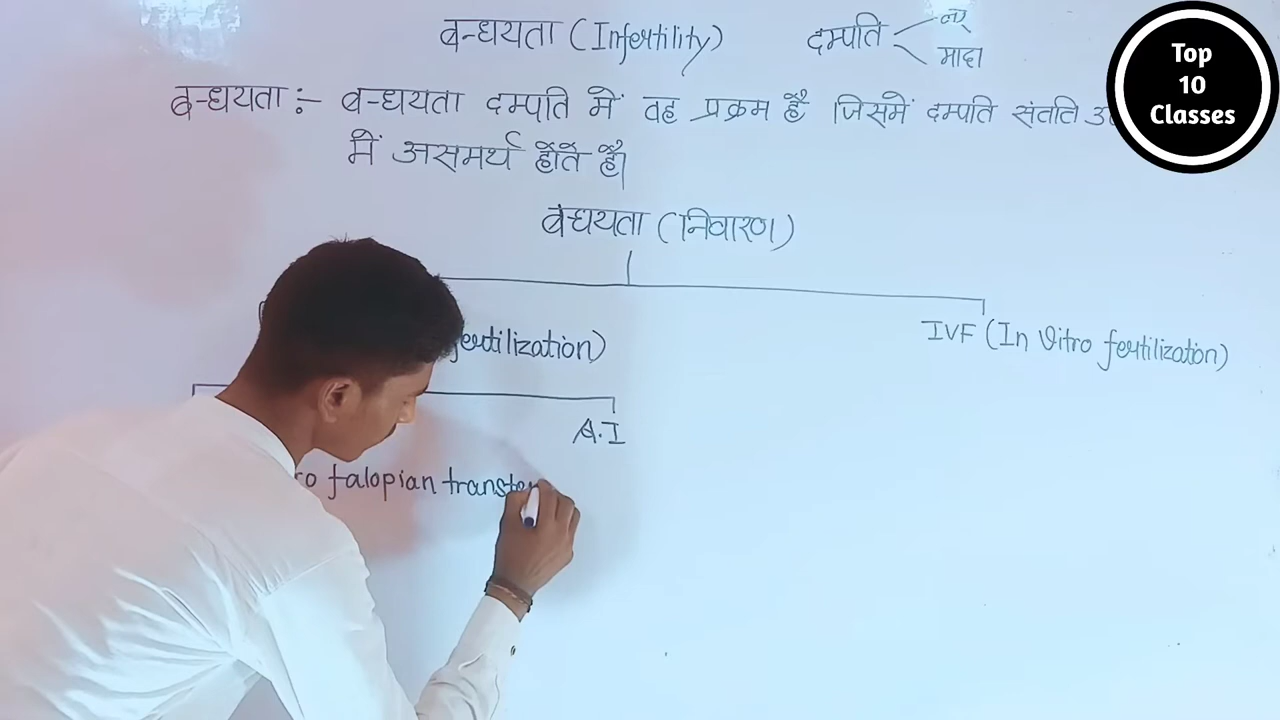 बन्धयता (Infertility) दम्पति नर
मादा
बन्धयता :- बन्धयता दम्पति में वह प्रक्रम है जिसमें दम्पति संतति
में असमर्थ होते है।
बंधयता (निवारण)
fertilization)
IVF (In Vitro fertilization)
A.I
ro falopian
Top
10
Classes